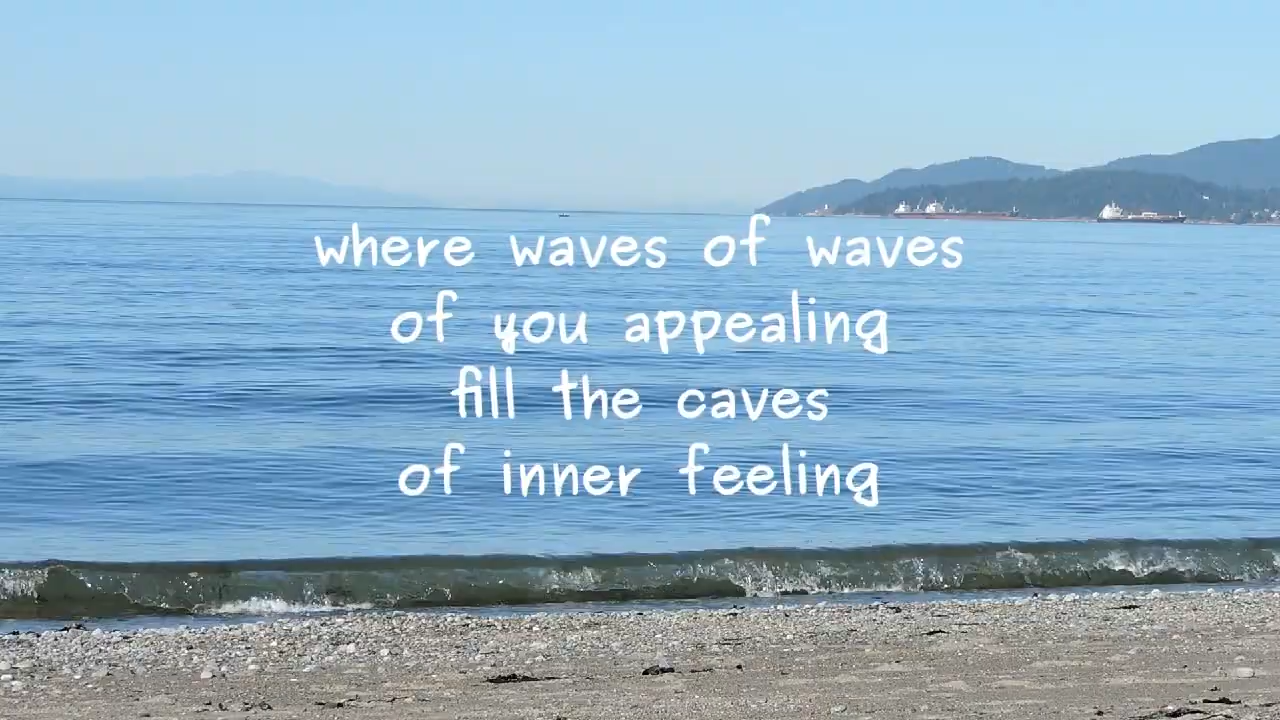 where waves of waves
of you appealing
fill the caves
of inner feeling